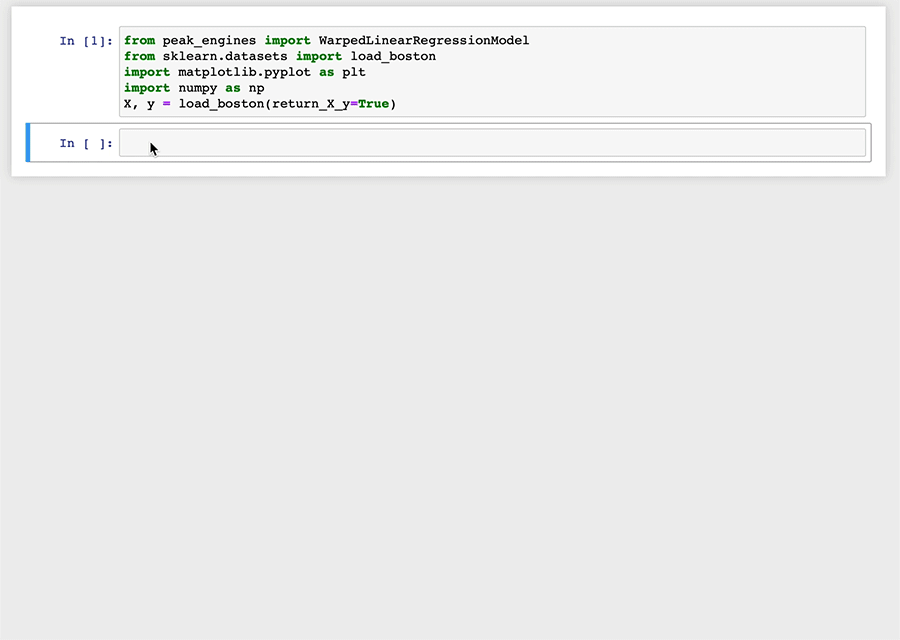 In [1]: from peak_engines import WarpedLinearRegressionModel
from sklearn.datasets import load_boston
import matplotlib.pyplot as plt
import numpy as np
X, y = load_boston(return_X_y=True)
In [ ]: